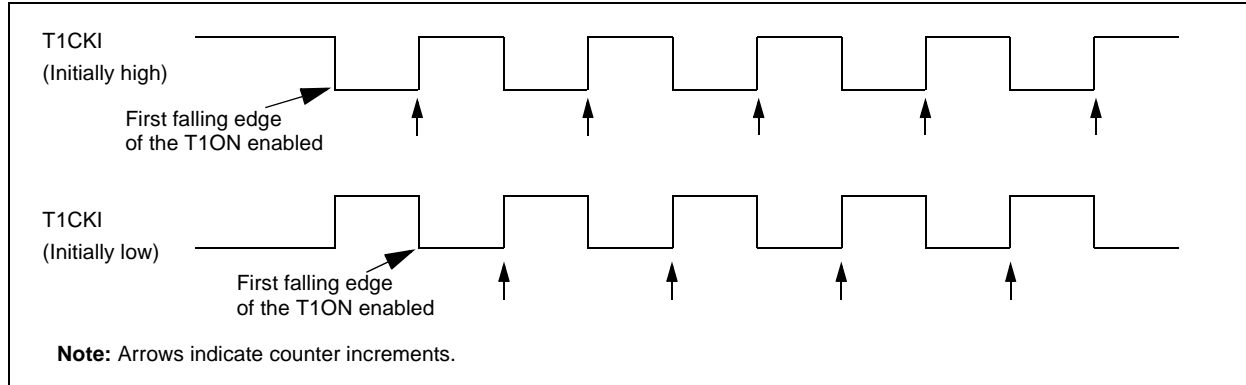 T1CKI
(Initially high)
First falling edge
of the T1ON enabled
T1CKI
(Initially low)
First falling edge
of the T1ON enabled
Note: Arrows indicate counter increments.